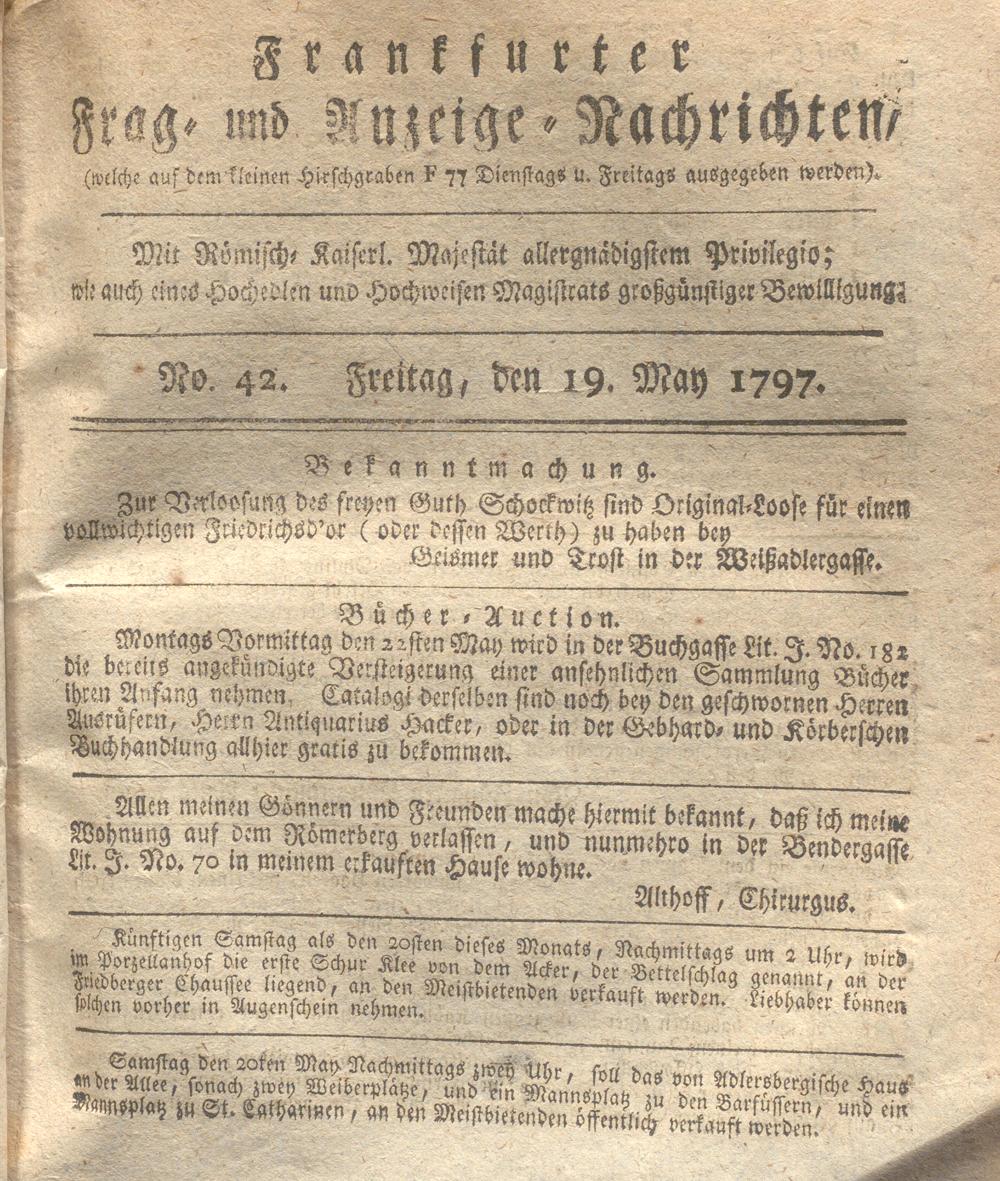 Frankfurter
Frag- und Anzeige-Nachrichten,
(welche auf dem kleinen Hirschgraben F 77 Dienstags u. Freitags ausgegeben werden).
Mit Römisch-Kaiserl. Majestät allergnädigstem Privilegio;
wie auch eines Hochedlen und Hochweisen Magistrats großgünstiger Bewilligung:
No. 42. Freitag, den 19. May 1797.
Bekanntmachung.
Zur Verloosung des freyen Guth Schockwitz sind Original-Loose für einen
vollwichtigen Friedrichsd'or (oder dessen Werth) zu haben bey
Geismer und Trost in der Weißadlergasse.
Bücher-Auction.
Montags Vormittag den 22sten May wird in der Buchgasse Lit. J. No. 182
die bereits angekündigte Versteigerung einer ansehnlichen Sammlung Bücher
ihren Anfang nehmen. Catalogi derselben sind noch bey den geschwornen Herren
Ausrüfern, Herrn Antiquarius Hacker, oder in der Gebhard- und Körberschen
Buchhandlung allhier gratis zu bekommen.
Allen meinen Gönnern und Freunden mache hiermit bekannt, daß ich meine
Wohnung auf dem Römerberg verlassen, und nunmehro in der Bendergasse
Lit. J. No. 70 in meinem erkauften Hause wohne.
Althoff, Chirurgus.
Künftigen Samstag als den 20sten dieses Monats, Nachmittags um 2 Uhr, wird
im Porzellanhof die erste Schur Klee von dem Acker, der Bettelschlag genannt, an der
Friedberger Chaussee liegend, an den Meistbietenden verkauft werden. Liebhaber können
solchen vorher in Augenschein nehmen.
Samstag den 20ten May Nachmittags zwey Uhr, soll das von Adlersbergische Haus
an der Allee, sonach zwey Weiberplätze, und ein Mannsplatz zu den Barfüssern, und ein
Mannsplatz zu St. Catharinen, an den Meistbietenden öffentlich verkauft werden.